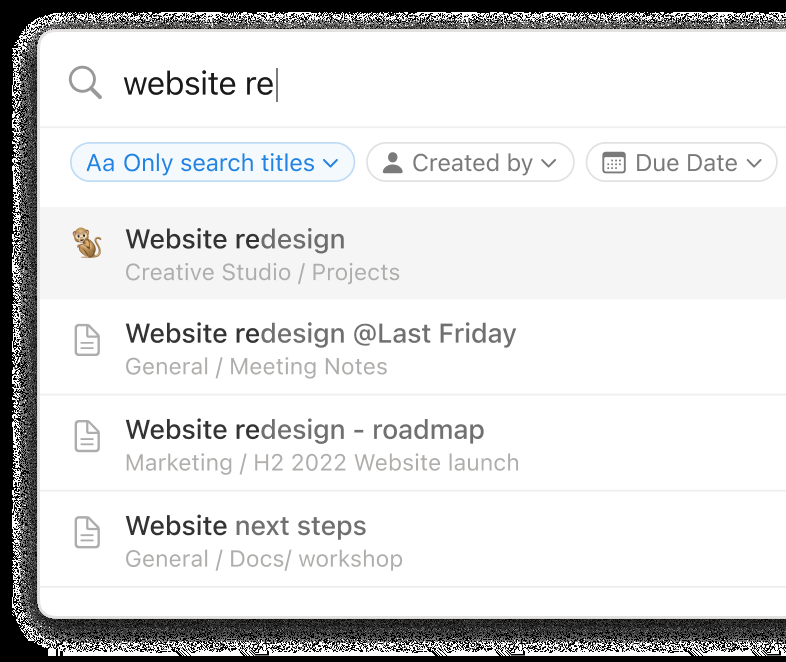 website re
Aa Only search titles Created by Due Date
Website redesign
Creative Studio / Projects
Website redesign @Last Friday
General / Meeting Notes
Website redesign - roadmap
Marketing / H2 2022 Website launch
Website next steps
General / Docs/ workshop